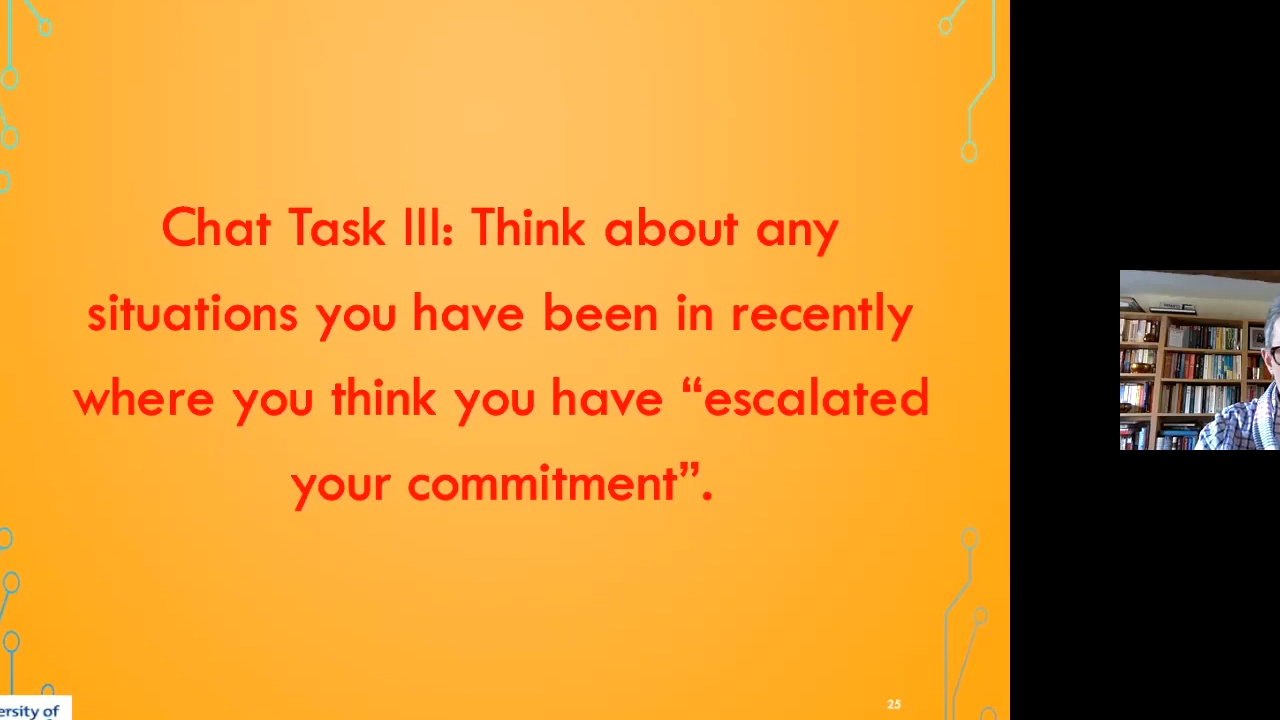 Chat Task III: Think about any
situations you have been in recently
where you think you have “escalated
your commitment”.
ersity of
25